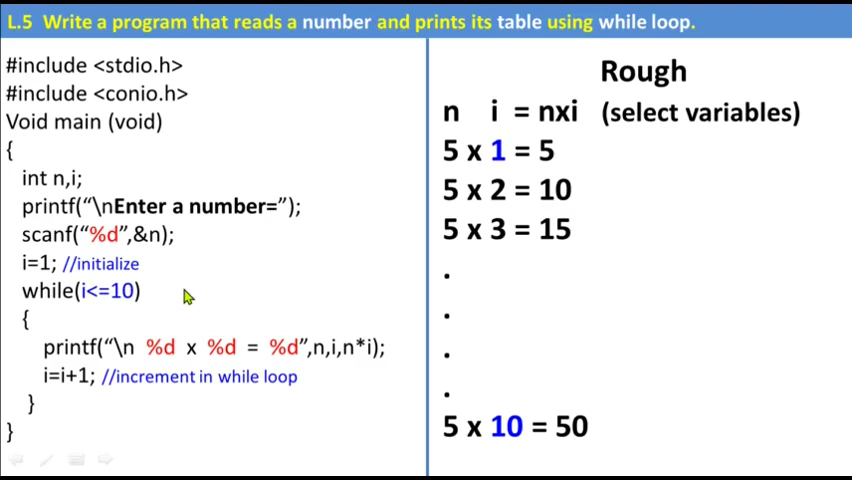 L.5 Write a program that reads a number and prints its table using while loop.
#include <stdio.h>
#include <conio.h>
Void main (void)
{
int n,i;
printf(“\nEnter a number=”);
scanf(“%d”,&n);
i=1; //initialize
while(i<=10)
{
printf(“\n %d x %d = %d”,n,i,n*i);
i=i+1; //increment in while loop
}
}
Rough
n i = nxi (select variables)
5 x 1 = 5
5 x 2 = 10
5 x 3 = 15
.
.
.
.
5 x 10 = 50